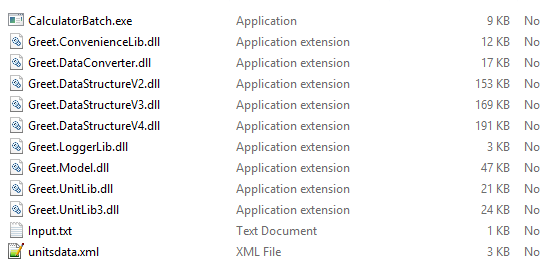 CalculatorBatch.exe Application 9 KB No
Greet.ConvenienceLib.dll Application extension 12 KB No
Greet.DataConverter.dll Application extension 17 KB No
Greet.DataStructureV2.dll Application extension 153 KB No
Greet.DataStructureV3.dll Application extension 169 KB No
Greet.DataStructureV4.dll Application extension 191 KB No
Greet.LoggerLib.dll Application extension 3 KB No
Greet.Model.dll Application extension 47 KB No
Greet.UnitLib.dll Application extension 21 KB No
Greet.UnitLib3.dll Application extension 24 KB No
Input.txt Text Document 1 KB No
unitsdata.xml XML File 3 KB No